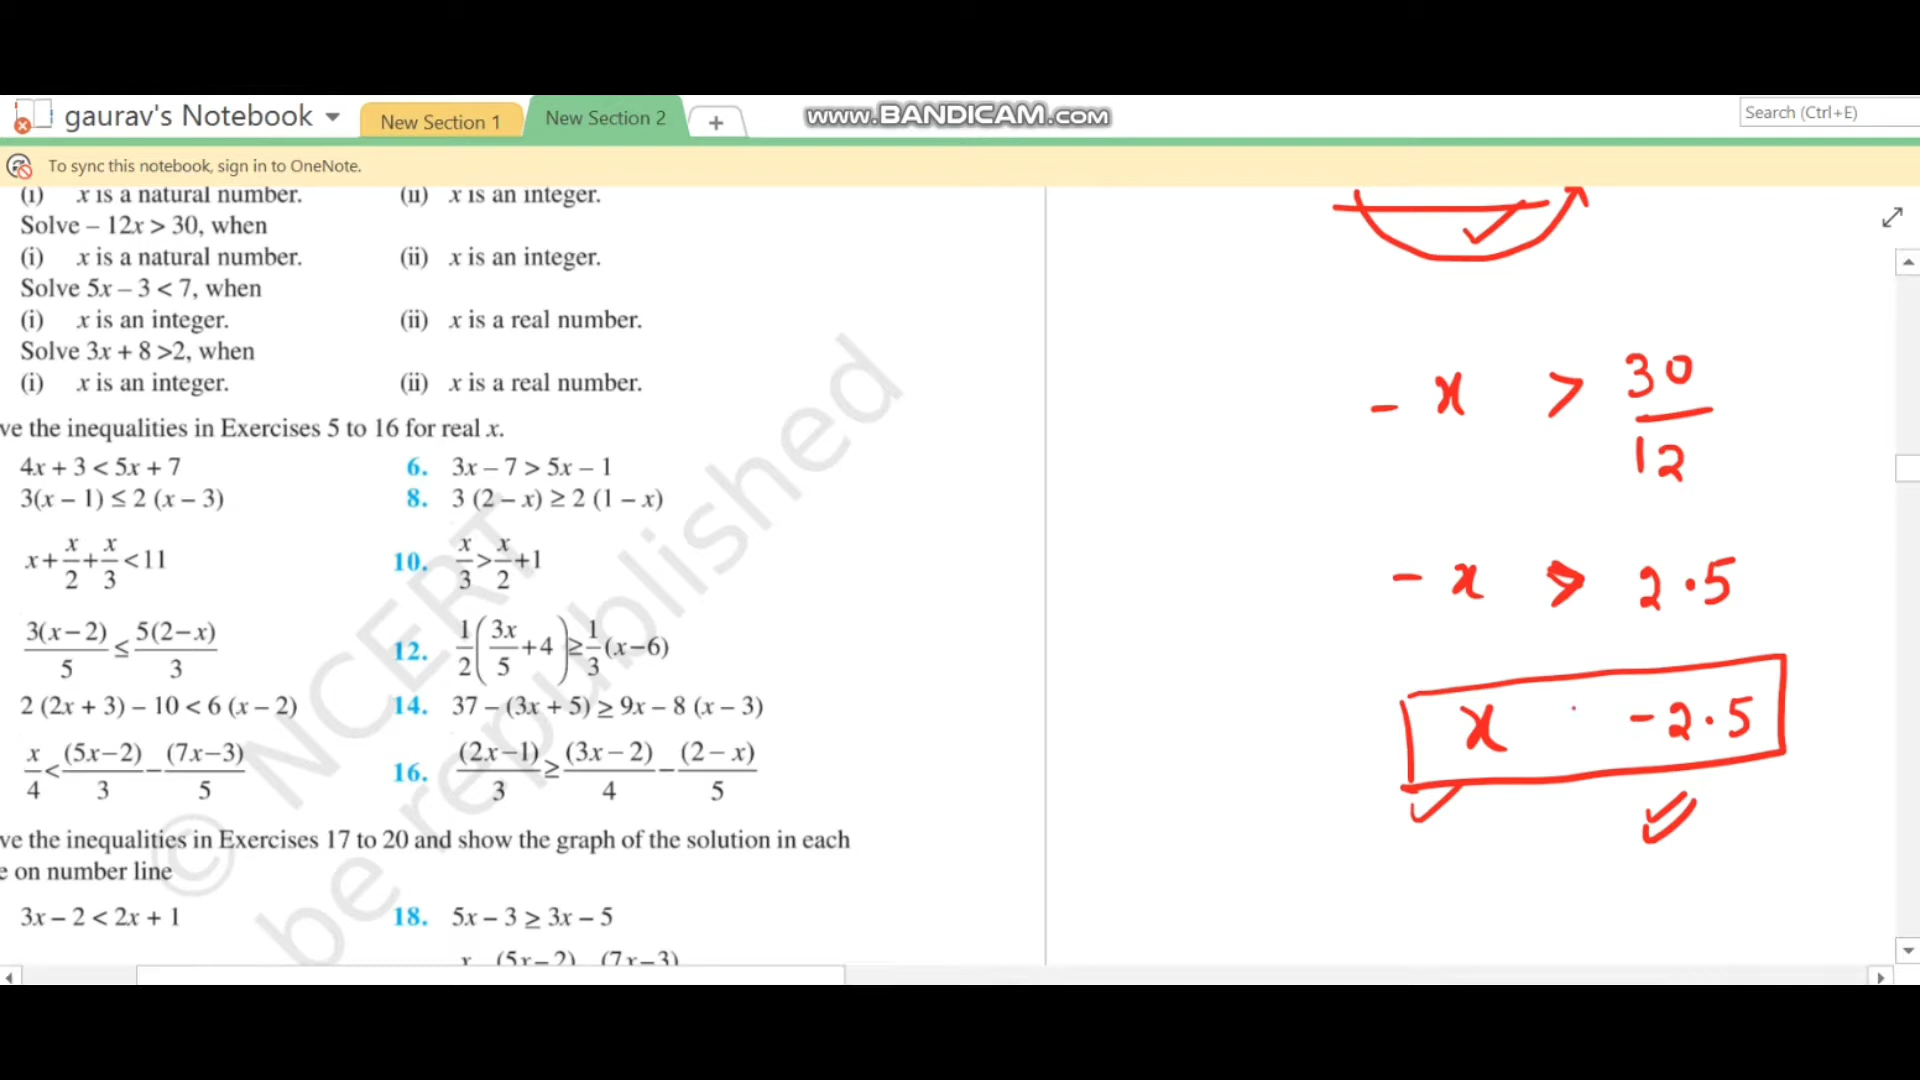 gaurav's Notebook
New Section 1
New Section 2
+
www.BANDICAM.com
Search (Ctrl+E)
To sync this notebook, sign in to OneNote.
(i) x is a natural number. (ii) x is an integer.
Solve – 12x > 30, when
(i) x is a natural number. (ii) x is an integer.
Solve 5x – 3 < 7, when
(i) x is an integer. (ii) x is a real number.
Solve 3x + 8 >2, when
(i) x is an integer. (ii) x is a real number.
ve the inequalities in Exercises 5 to 16 for real x.
4x + 3 < 5x + 7 6. 3x – 7 > 5x – 1
3(x – 1) ≤ 2 (x – 3) 8. 3 (2 – x) ≥ 2 (1 – x)
x + x/2 + x/3 < 11 10. x/3 > x/2 + 1
3(x–2)/5 ≤ 5(2–x)/3 12. 1/2 (3x/5 + 4) ≥ 1/3 (x–6)
2 (2x + 3) – 10 < 6 (x – 2) 14. 37 – (3x + 5) ≥ 9x – 8 (x – 3)
x/4 < (5x–2)/3 – (7x–3)/5 16. (2x–1)/3 ≥ (3x–2)/4 – (2–x)/5
ve the inequalities in Exercises 17 to 20 and show the graph of the solution in each
e on number line
3x – 2 < 2x + 1 18. 5x – 3 ≥ 3x – 5
x (5x–2) (7x–3)
© NCERT
be republished
- x > 30/12
- x > 2.5
x -2.5